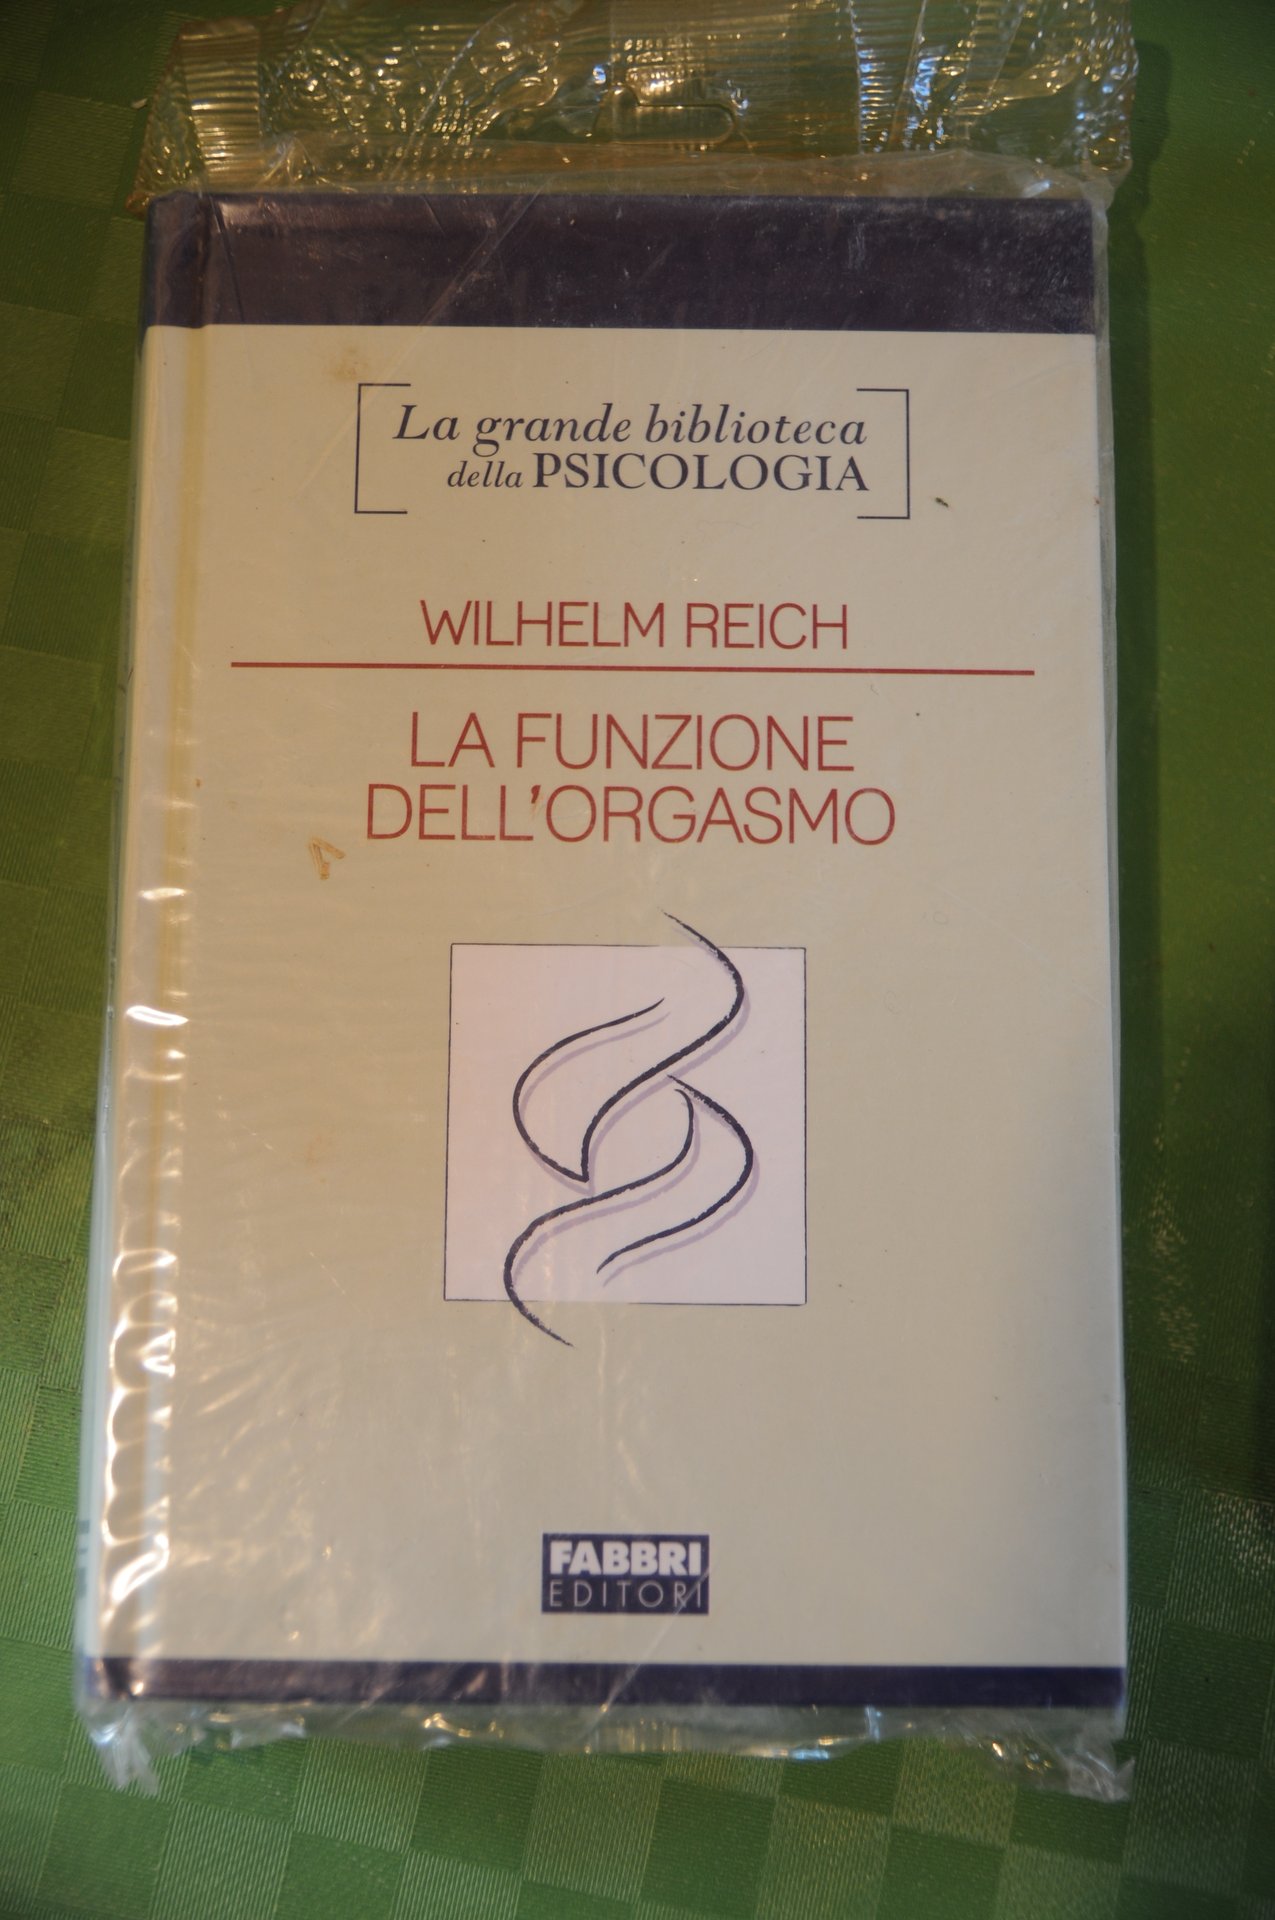 La grande biblioteca
della PSICOLOGIA
WILHELM REICH
LA FUNZIONE
DELL'ORGASMO
FABBRI
EDITORI